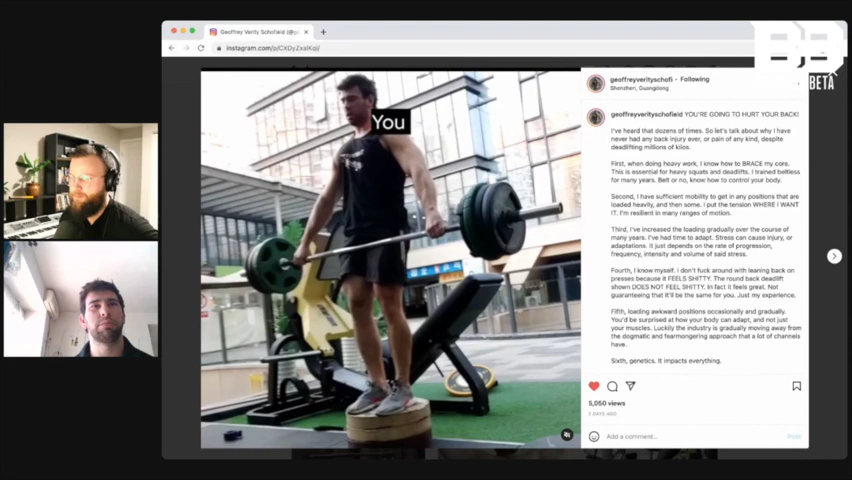 Geoffrey Verity Schofield (@g
instagram.com/p/CXDyZxalKqi/
BB
BETA
You
geoffreyverityschofi • Following
Shenzhen, Guangdong
geoffreyverityschofield YOU'RE GOING TO HURT YOUR BACK!
I've heard that dozens of times. So let's talk about why I have
never had any back injury ever, or pain of any kind, despite
deadlifting millions of kilos.
First, when doing heavy work, I know how to BRACE my core.
This is essential for heavy squats and deadlifts. I trained beltless
for many years. Belt or no, know how to control your body.
Second, I have sufficient mobility to get in any positions that are
loaded heavily, and then some. I put the tension WHERE I WANT
IT. I'm resilient in many ranges of motion.
Third, I've increased the loading gradually over the course of
many years. I've had time to adapt. Stress can cause injury, or
adaptations. It just depends on the rate of progression,
frequency, intensity and volume of said stress.
Fourth, I know myself. I don't fuck around with leaning back on
presses because it FEELS SHITTY. The round back deadlift
shown DOES NOT FEEL SHITTY. In fact it feels great. Not
guaranteeing that it'll be the same for you. Just my experience.
Fifth, loading awkward positions occasionally and gradually.
You'd be surprised at how your body can adapt, and not just
your muscles. Luckily the industry is gradually moving away from
the dogmatic and fearmongering approach that a lot of channels
have.
Sixth, genetics. It impacts everything.
5,050 views
Add a comment...
Post